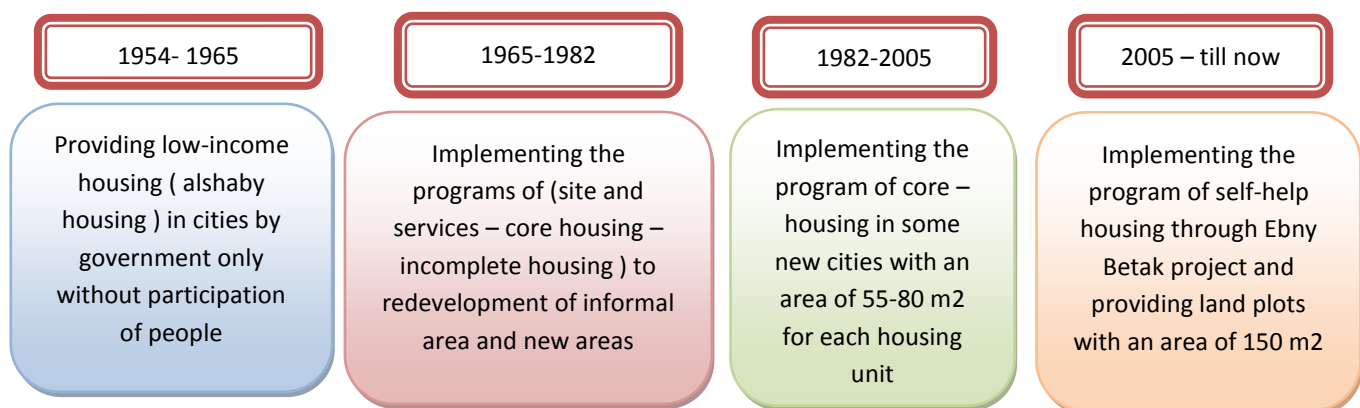 1954- 1965
Providing low-income
housing ( alshaby
housing ) in cities by
government only
without participation
of people
1965-1982
Implementing the
programs of (site and
services – core housing –
incomplete housing ) to
redevelopment of informal
area and new areas
1982-2005
Implementing the
program of core –
housing in some
new cities with an
area of 55-80 m2
for each housing
unit
2005 – till now
Implementing the
program of self-help
housing through Ebny
Betak project and
providing land plots
with an area of 150 m2